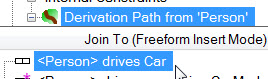 Internal Constraints
Derivation Path from 'Person'
Join To (Freeform Insert Mode)
<Person> drives Car